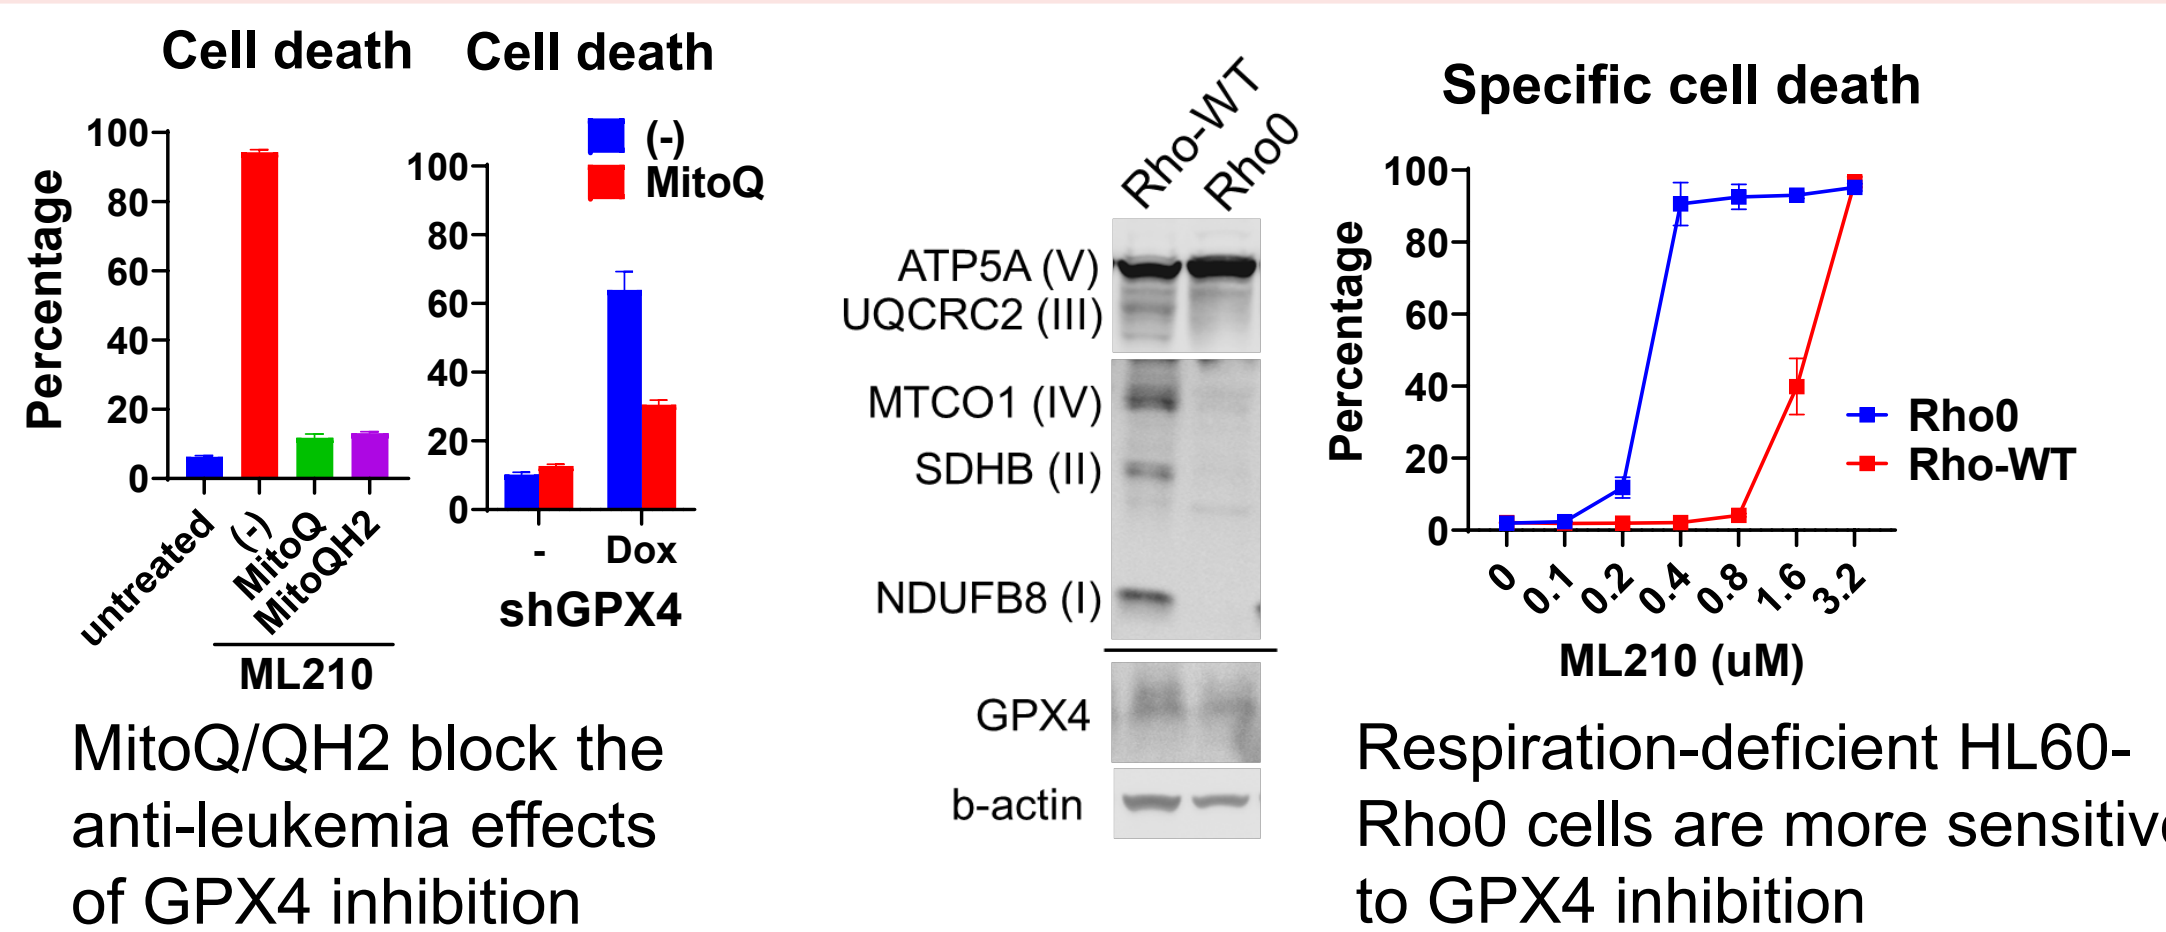 Cell death
Percentage
100
80
60
40
20
0
untreated
(-)
MitoQ
MitoQH2
ML210
Cell death
(-)
MitoQ
100
80
60
40
20
0
-
Dox
shGPX4
MitoQ/QH2 block the
anti-leukemia effects
of GPX4 inhibition
Rho-WT
Rho0
ATP5A (V)
UQCRC2 (III)
MTCO1 (IV)
SDHB (II)
NDUFB8 (I)
GPX4
b-actin
Specific cell death
Percentage
100
80
60
40
20
0
Rho0
Rho-WT
0
0.1
0.2
0.4
0.8
1.6
3.2
ML210 (uM)
Respiration-deficient HL60-
Rho0 cells are more sensitive
to GPX4 inhibition